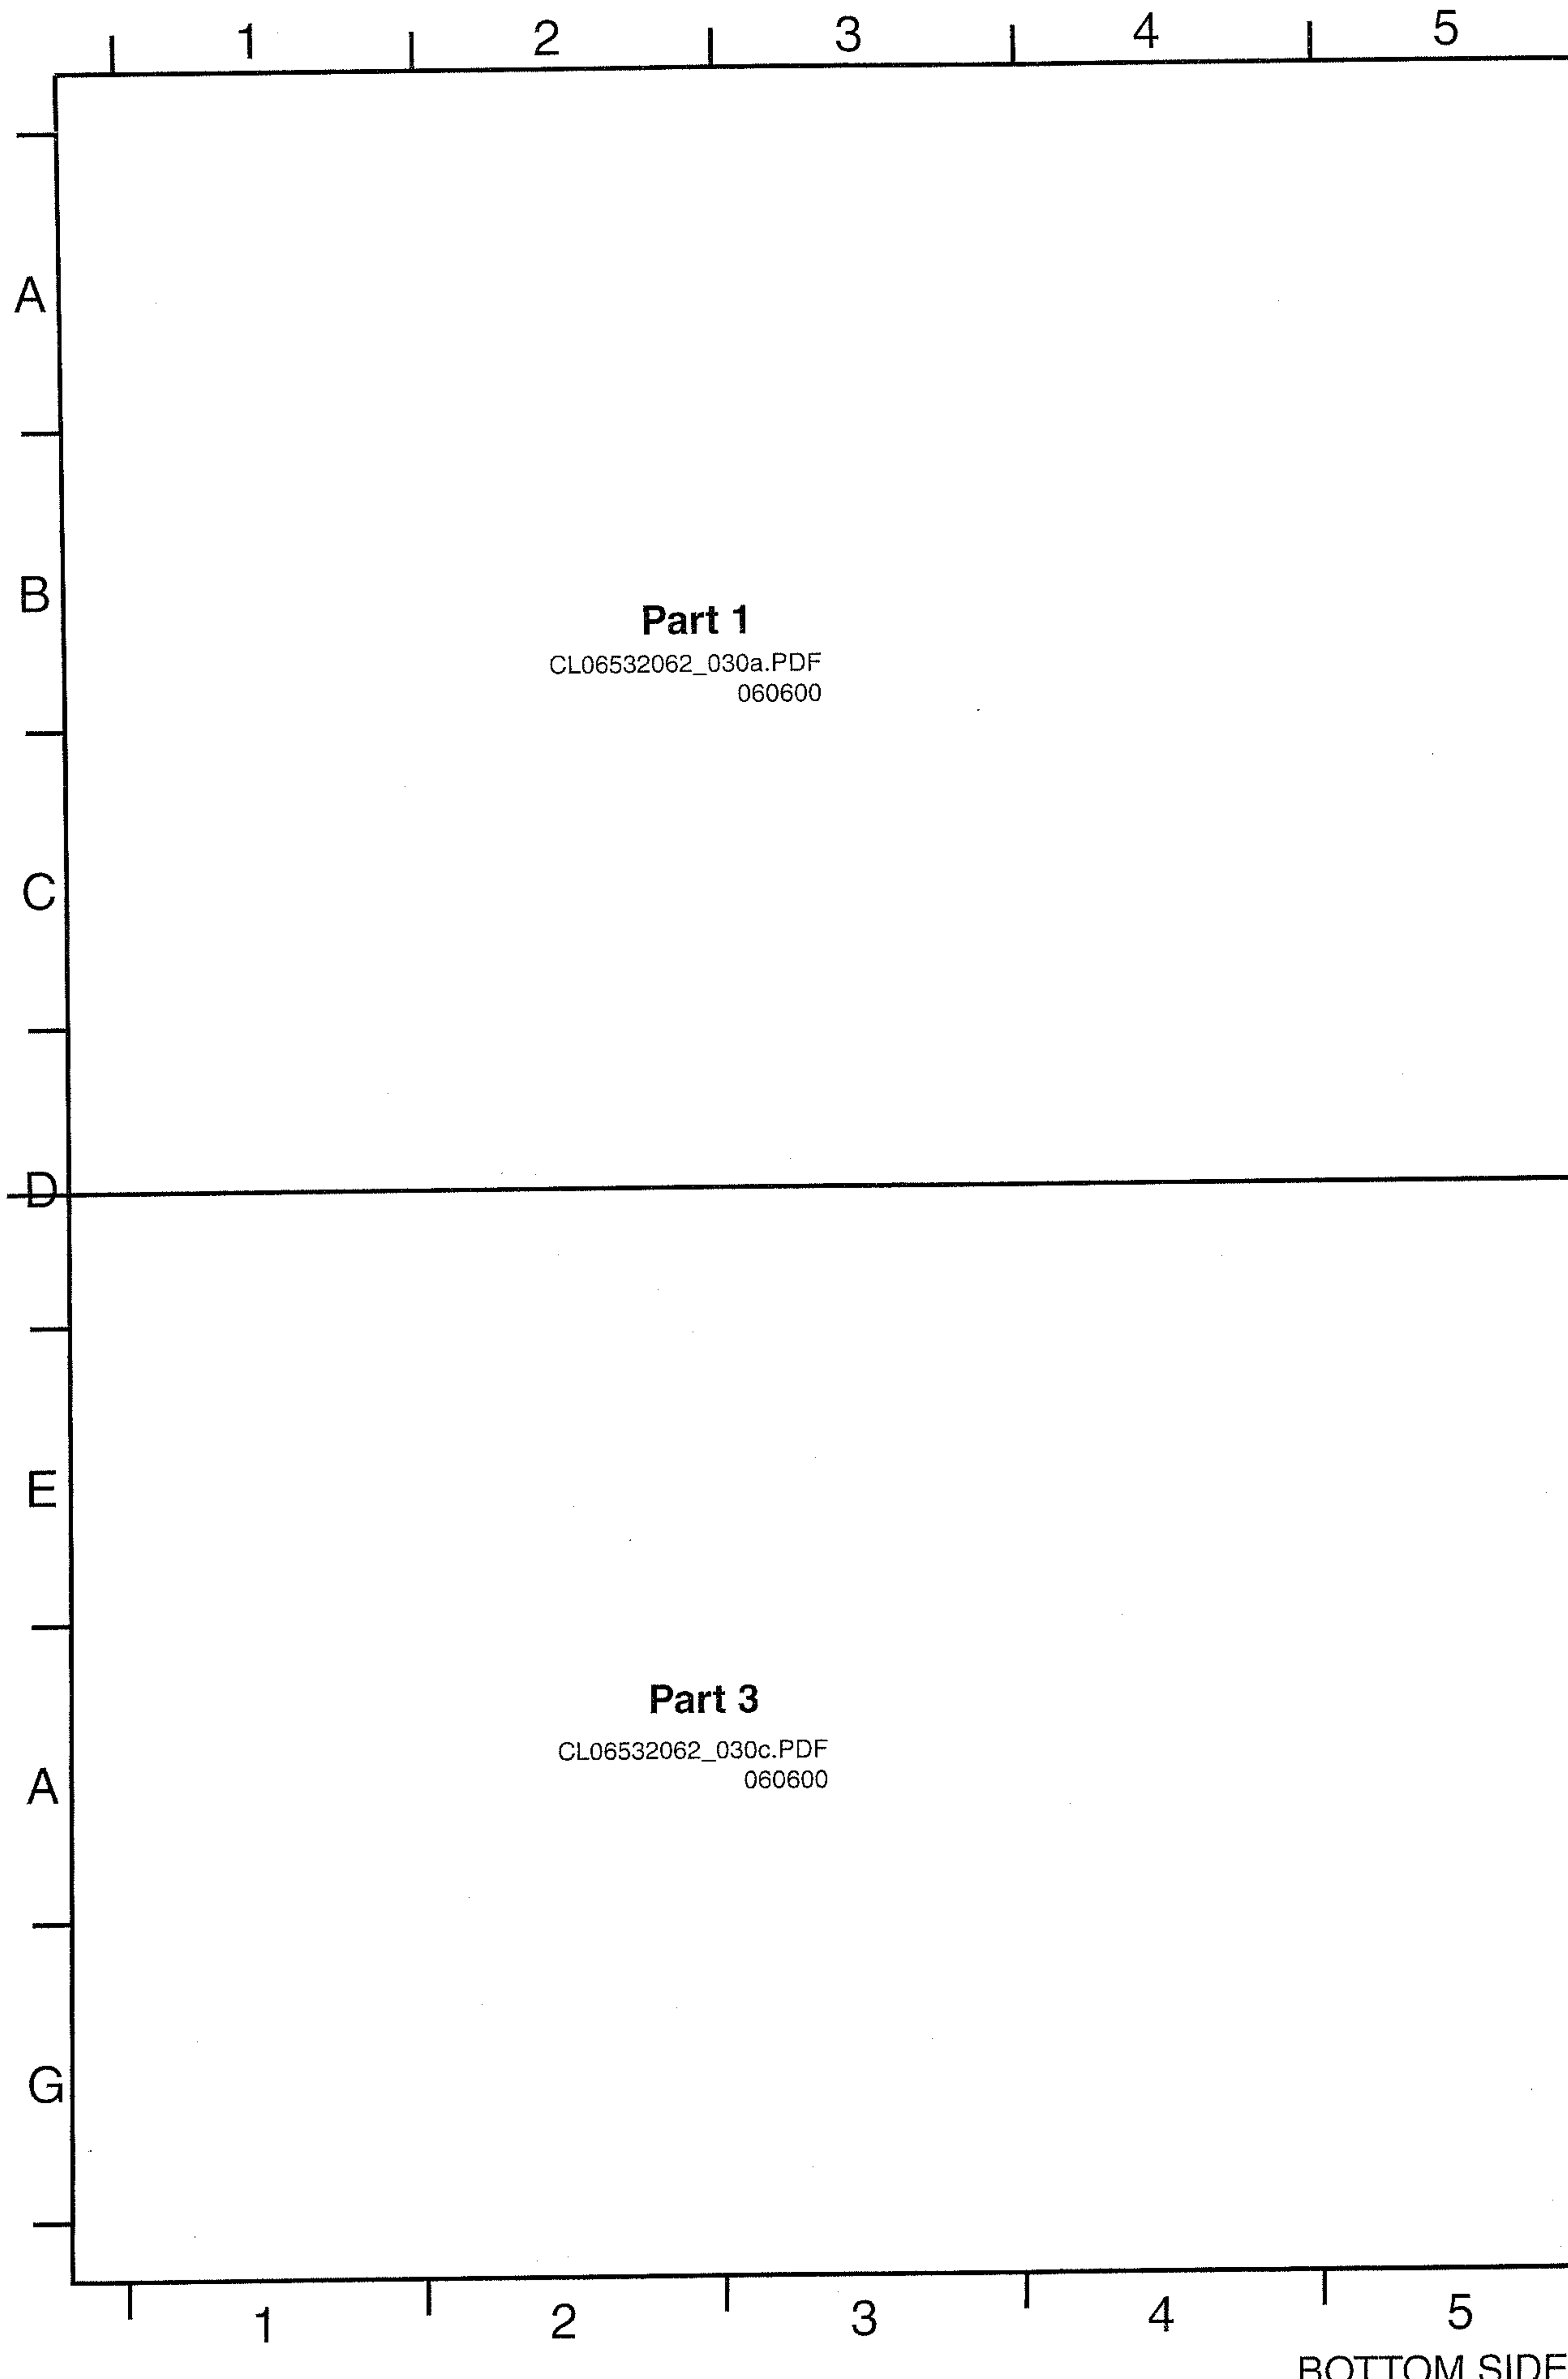 1 2 3 4 5
A
B
Part 1
CL06532062_030a.PDF
060600
C
D
E
Part 3
CL06532062_030c.PDF
060600
A
G
1 2 3 4 5
BOTTOM SIDE